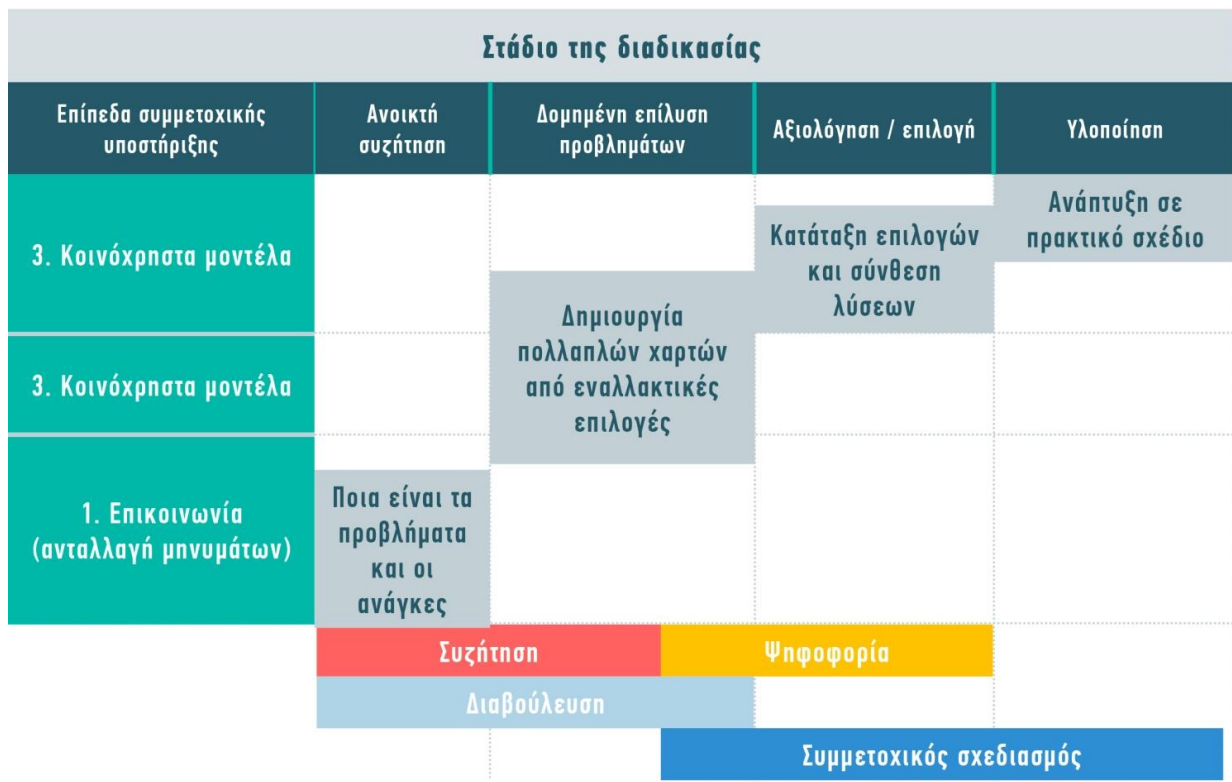 Στάδιο της διαδικασίας
Επίπεδα συμμετοχικής
υποστήριξης
Ανοικτή
συζήτηση
Δομημένη επίλυση
προβλημάτων
Αξιολόγηση / επιλογή
Υλοποίηση
3. Κοινόχρηστα μοντέλα
Ανάπτυξη σε
πρακτικό σχέδιο
Κατάταξη επιλογών
και σύνθεση
λύσεων
Δημιουργία
πολλαπλών χαρτών
από εναλλακτικές
επιλογές
3. Κοινόχρηστα μοντέλα
1. Επικοινωνία
(ανταλλαγή μηνυμάτων)
Ποια είναι τα
προβλήματα
και οι
ανάγκες
Συζήτηση
Ψηφοφορία
Διαβούλευση
Συμμετοχικός σχεδιασμός